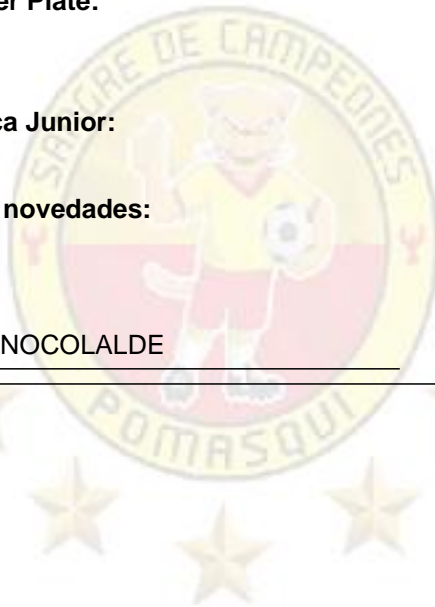 er Plate:
SANGRE DE CAMPEONES
ca Junior:
novedades:
NOCOLALDE
POMASQUI